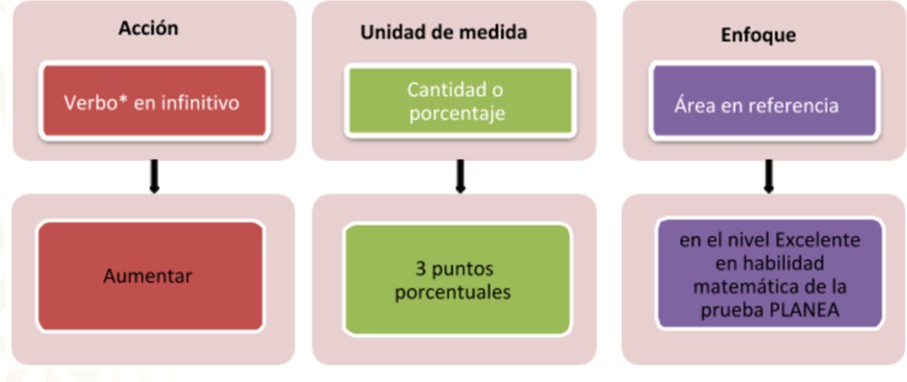 Acción
Verbo* en infinitivo
Aumentar
Unidad de medida
Cantidad o
porcentaje
3 puntos
porcentuales
Enfoque
Área en referencia
en el nivel Excelente
en habilidad
matemática de la
prueba PLANEA